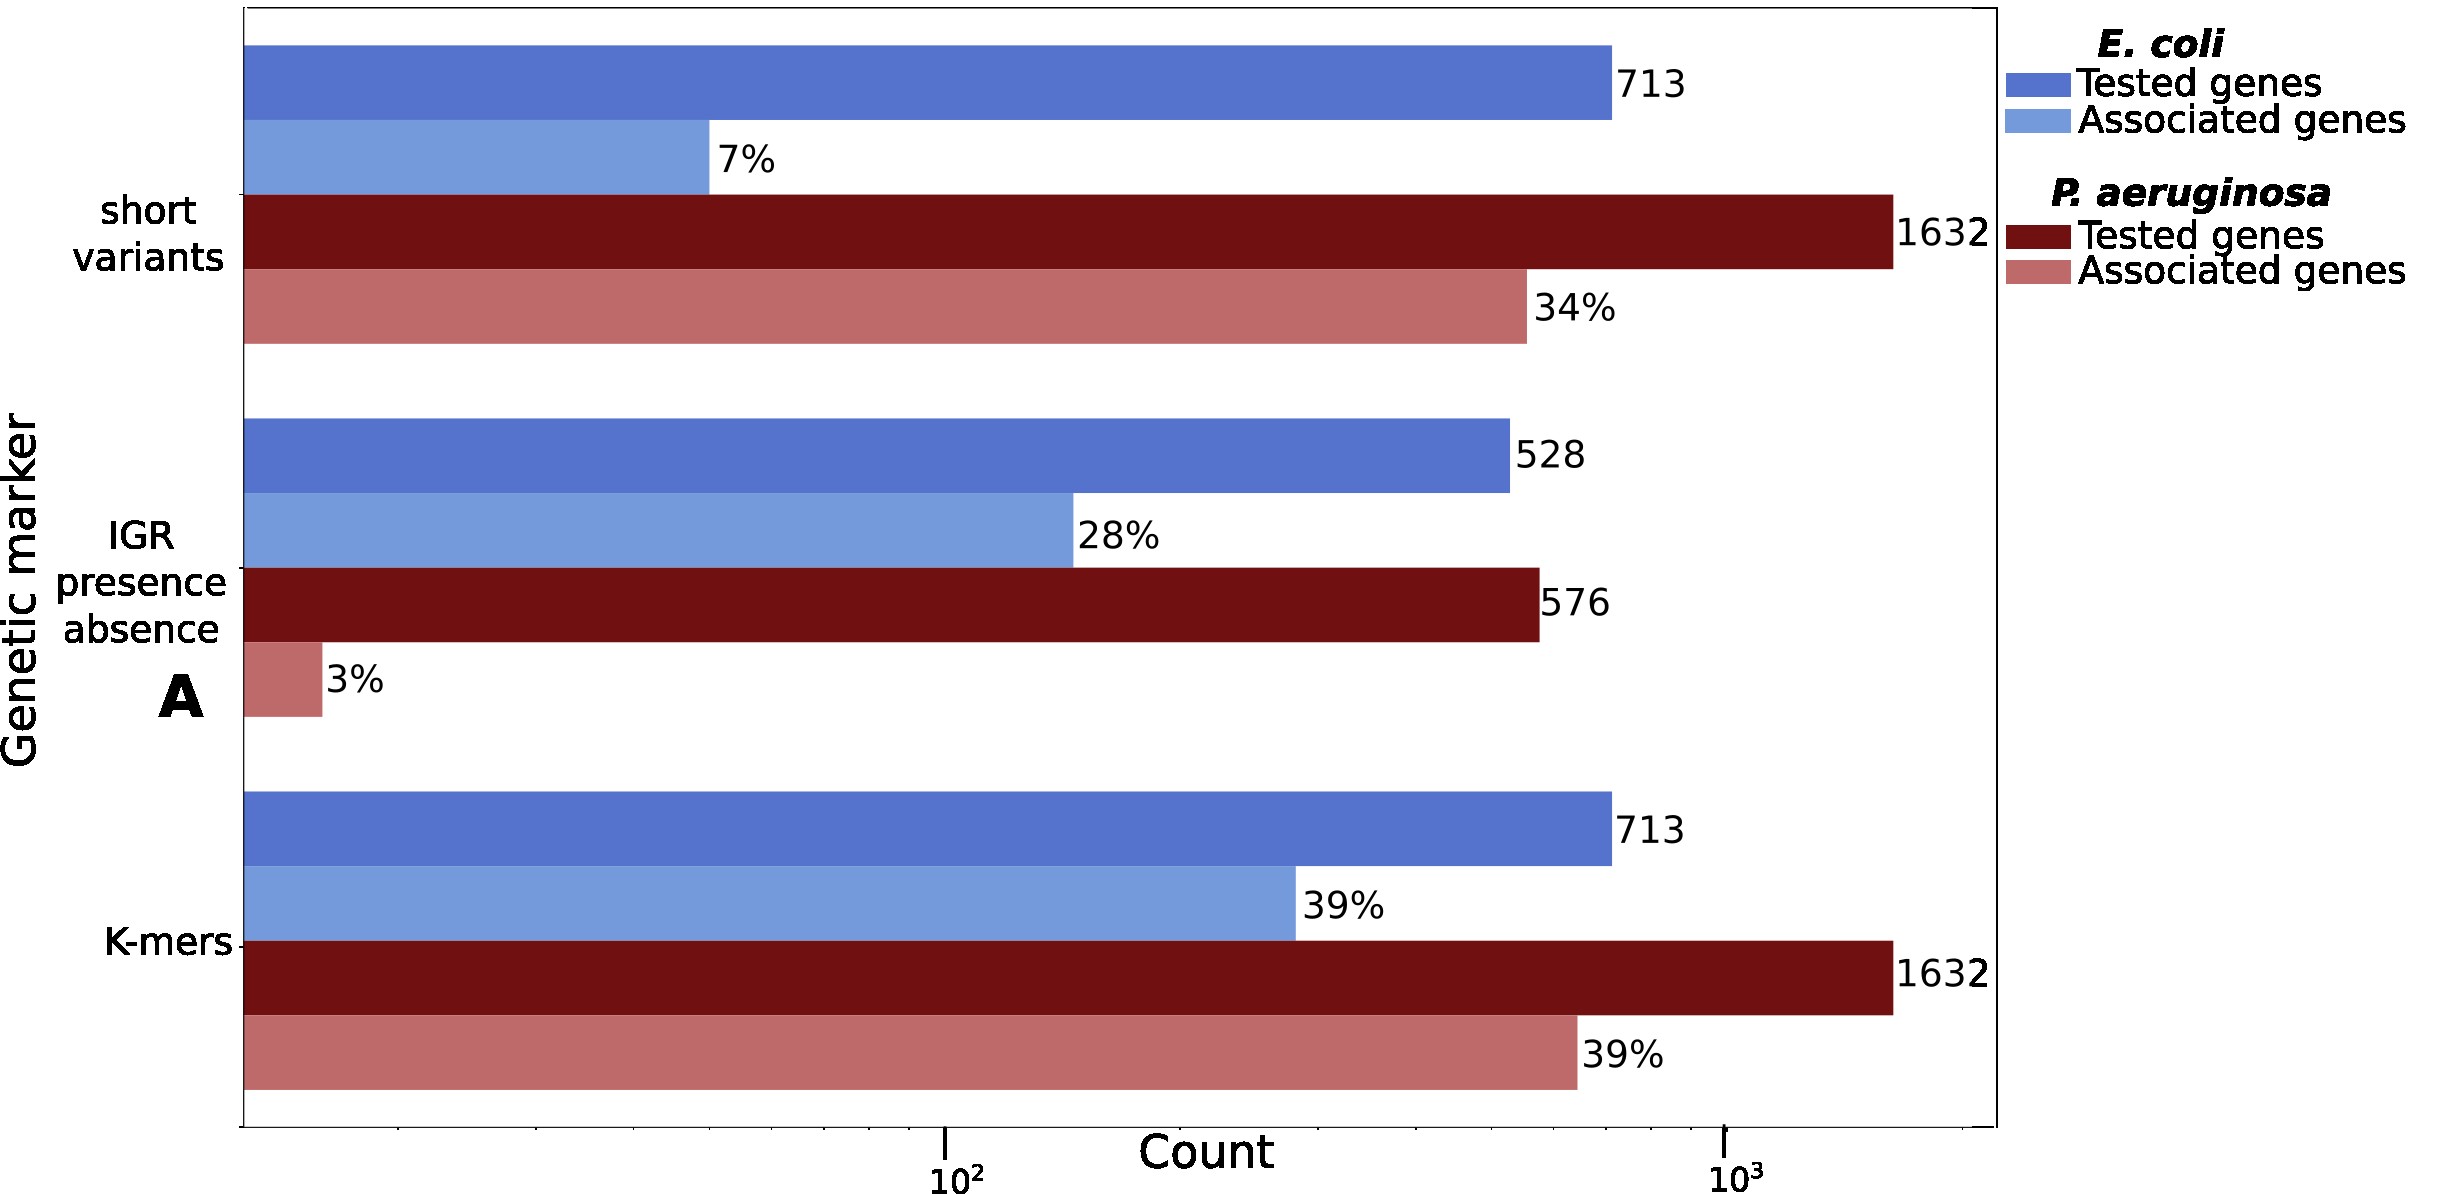 E. coli
Tested genes
Associated genes
P. aeruginosa
Tested genes
Associated genes
Genetic marker
short
variants
713
7%
1632
34%
IGR
presence
absence
528
28%
576
3%
A
K-mers
713
39%
1632
39%
10²
Count
10³